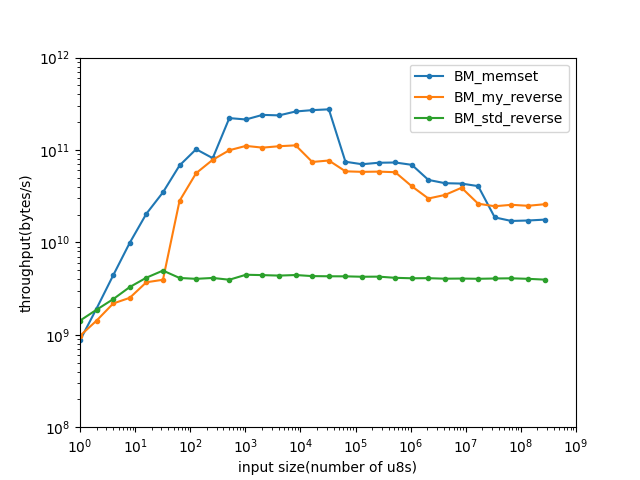 10^12
10^11
10^10
10^9
10^8
throughput(bytes/s)
BM_memset
BM_my_reverse
BM_std_reverse
10^0 10^1 10^2 10^3 10^4 10^5 10^6 10^7 10^8 10^9
input size(number of u8s)